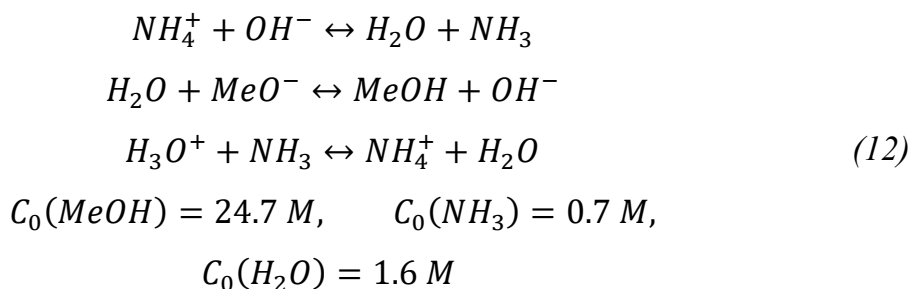 NH₄⁺ + OH⁻ ↔ H₂O + NH₃
H₂O + MeO⁻ ↔ MeOH + OH⁻
H₃O⁺ + NH₃ ↔ NH₄⁺ + H₂O (12)
C₀(MeOH) = 24.7 M, C₀(NH₃) = 0.7 M,
C₀(H₂O) = 1.6 M